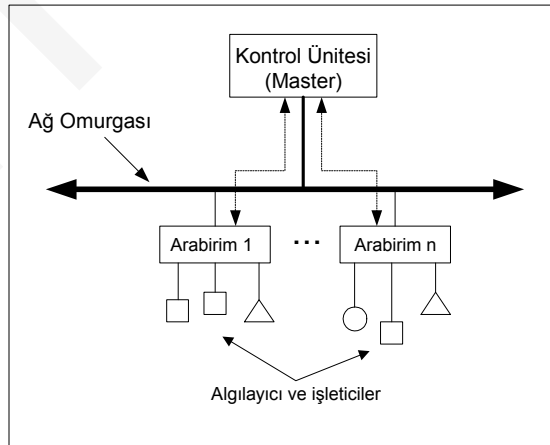 Kontrol Ünitesi
(Master)
Ağ Omurgası
Arabirim 1
...
Arabirim n
Algılayıcı ve işleticiler